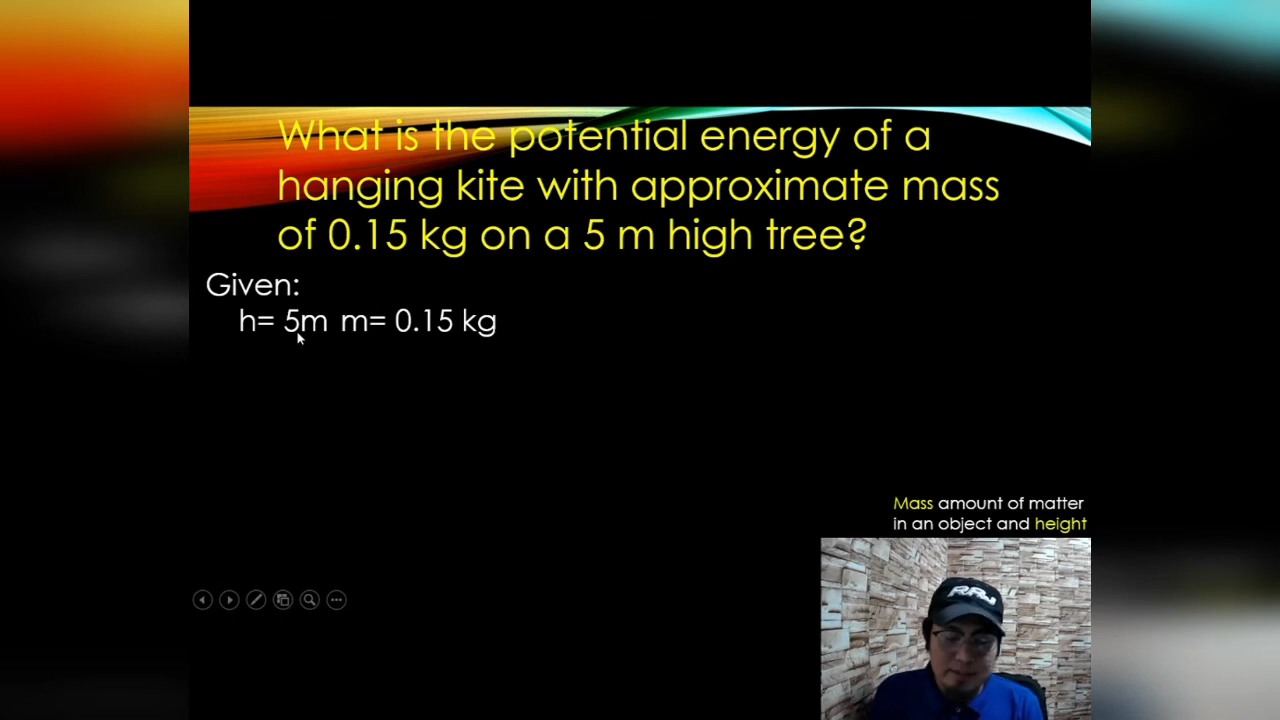 What is the potential energy of a
hanging kite with approximate mass
of 0.15 kg on a 5 m high tree?
Given:
h= 5m m= 0.15 kg
Mass amount of matter
in an object and height